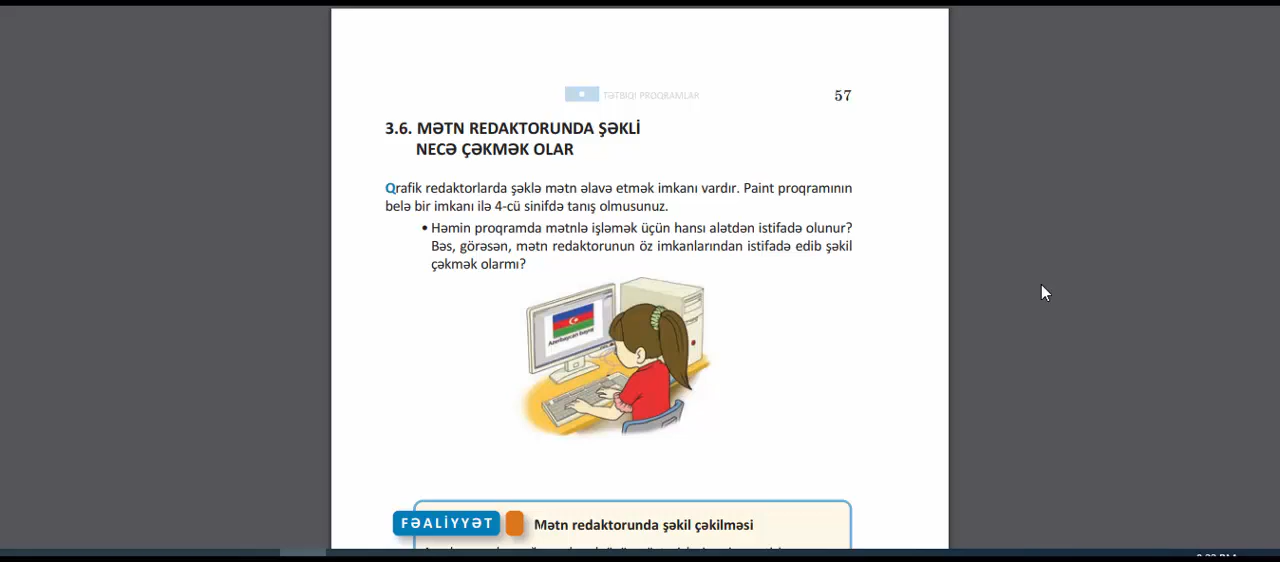 TƏTBİQİ PROQRAMLAR
57
3.6. MƏTN REDAKTORUNDA ŞƏKLİ
NECƏ ÇƏKMƏK OLAR
Qrafik redaktorlarda şəklə mətn əlavə etmək imkanı vardır. Paint proqramının
belə bir imkanı ilə 4-cü sinifdə tanış olmusunuz.
• Həmin proqramda mətnlə işləmək üçün hansı alətdən istifadə olunur?
Bəs, görəsən, mətn redaktorunun öz imkanlarından istifadə edib şəkil
çəkmək olarmı?
Azərbaycan bayrağı
FƏALİYYƏT
Mətn redaktorunda şəkil çəkilməsi